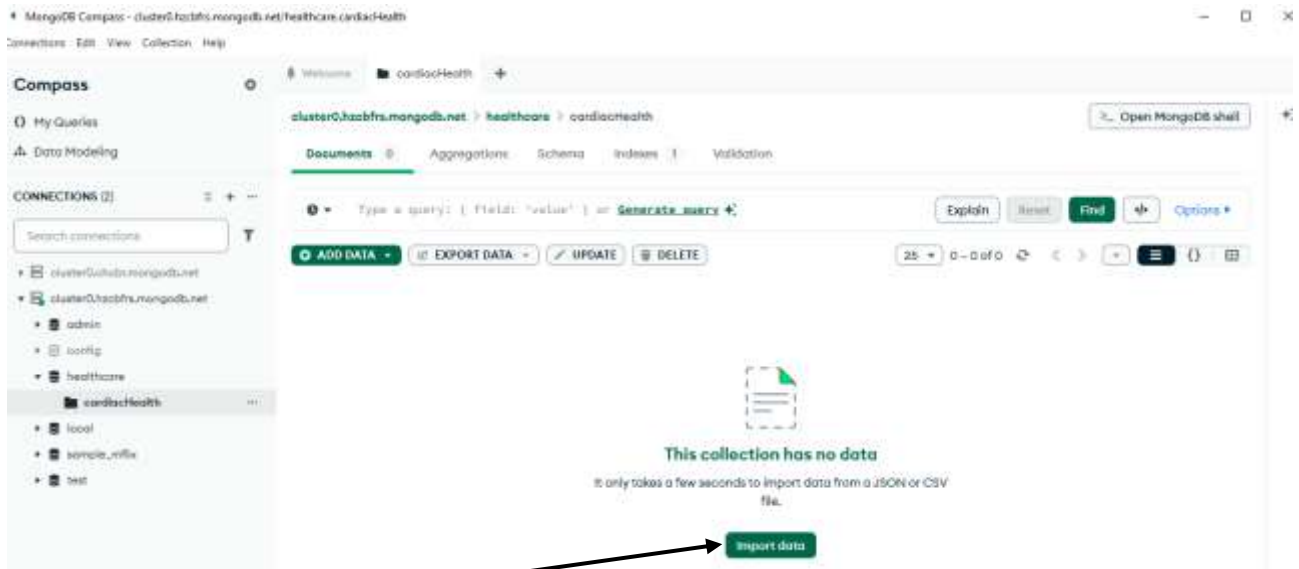 MongoDB Compass - cluster0.hzcbfrs.mongodb.net/healthcare.cardiacHealth
Connections Edit View Collection Help
Compass
My Queries
Data Modeling
CONNECTIONS (2)
Search connections
cluster0.hzcbfrs.mongodb.net
admin
config
healthcare
cardiacHealth
local
sample_mflix
test
Welcome
cardiacHealth
cluster0.hzcbfrs.mongodb.net > healthcare > cardiacHealth
>_ Open MongoDB shell
Documents 0 Aggregations Schema Indexes 1 Validation
Type a query: { field: 'value' } or Generate query
Explain Reset Find </> Options
ADD DATA EXPORT DATA UPDATE DELETE
25 0 – 0 of 0
This collection has no data
It only takes a few seconds to import data from a JSON or CSV
file.
Import data